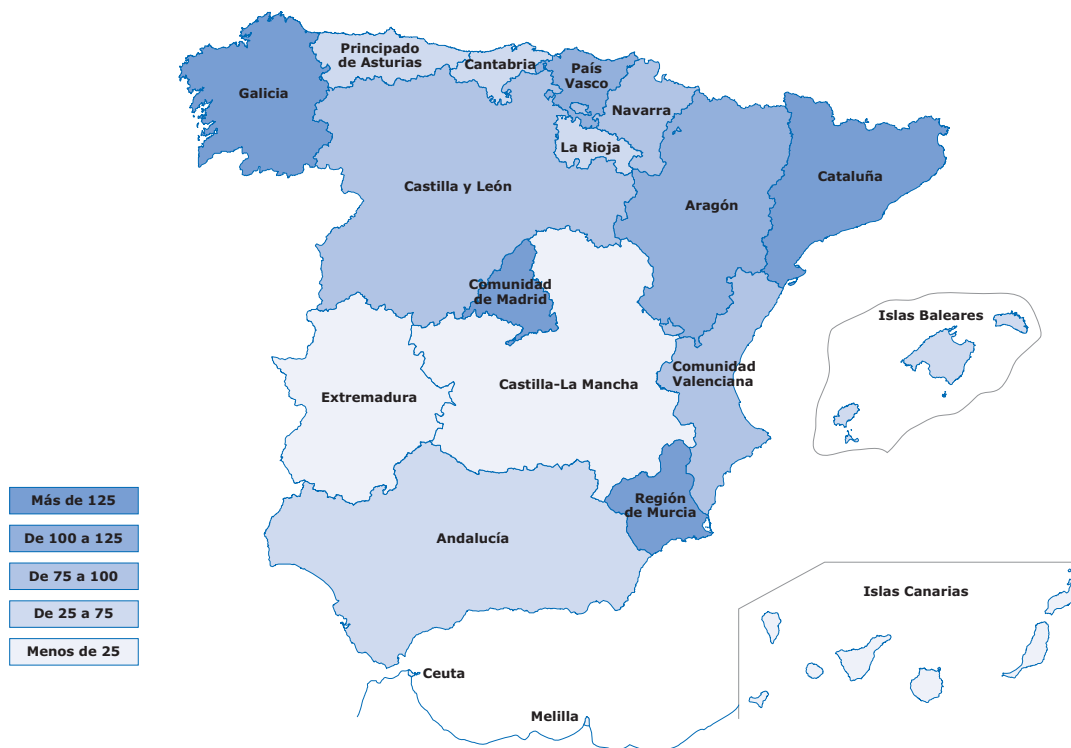 Principado
de Asturias
Cantabria
País
Vasco
Galicia
Navarra
La Rioja
Castilla y León
Cataluña
Aragón
Comunidad
de Madrid
Islas Baleares
Comunidad
Valenciana
Castilla-La Mancha
Extremadura
Región
de Murcia
Andalucía
Más de 125
De 100 a 125
De 75 a 100
De 25 a 75
Menos de 25
Islas Canarias
Ceuta
Melilla